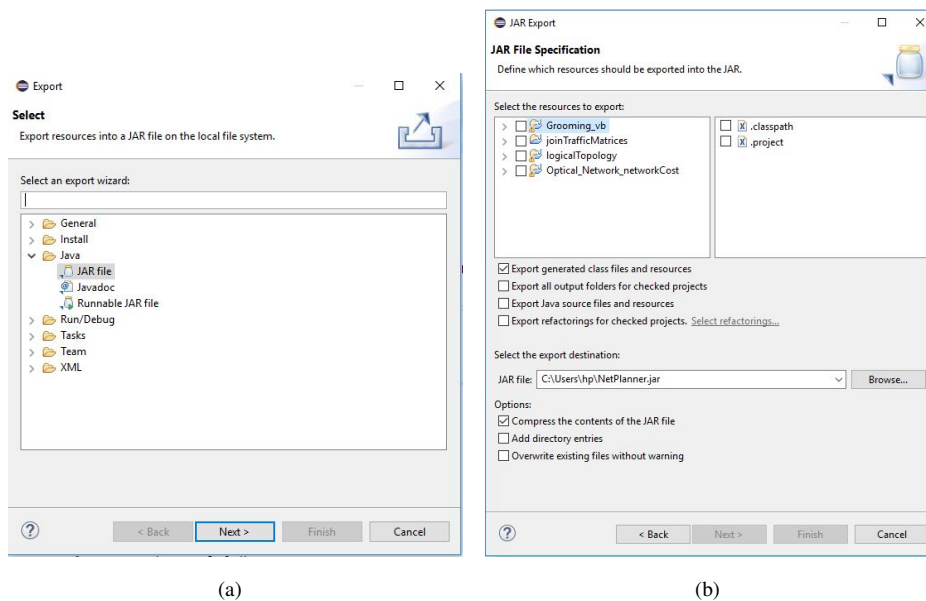 Export
Select
Export resources into a JAR file on the local file system.
Select an export wizard:
General
Install
Java
JAR file
Javadoc
Runnable JAR file
Run/Debug
Tasks
Team
XML
< Back
Next >
Finish
Cancel
(a)
JAR Export
JAR File Specification
Define which resources should be exported into the JAR.
Select the resources to export:
Grooming_vb
joinTrafficMatrices
logicalTopology
Optical_Network_networkCost
.classpath
.project
Export generated class files and resources
Export all output folders for checked projects
Export Java source files and resources
Export refactorings for checked projects. Select refactorings...
Select the export destination:
JAR file: C:\Users\hp\NetPlanner.jar Browse...
Options:
Compress the contents of the JAR file
Add directory entries
Overwrite existing files without warning
< Back
Next >
Finish
Cancel
(b)